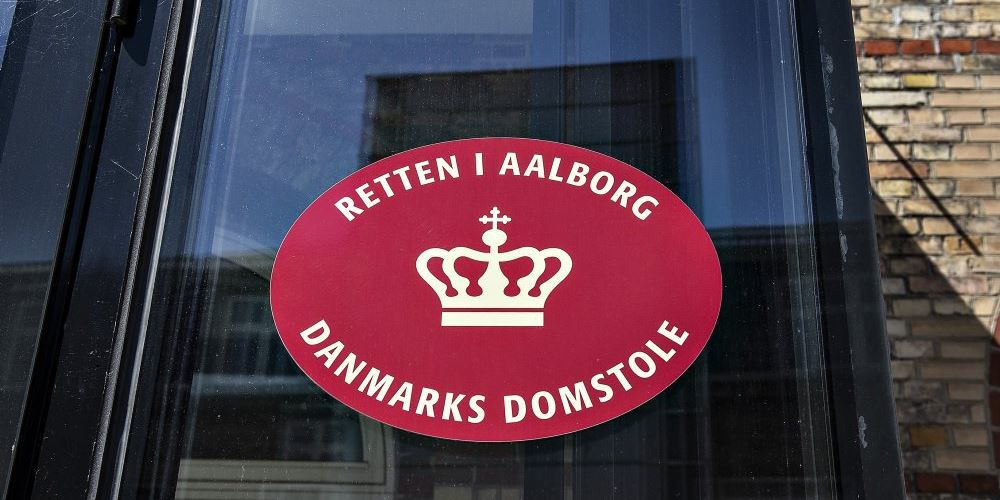 RETTEN I AALBORG
DANMARKS DOMSTOLE